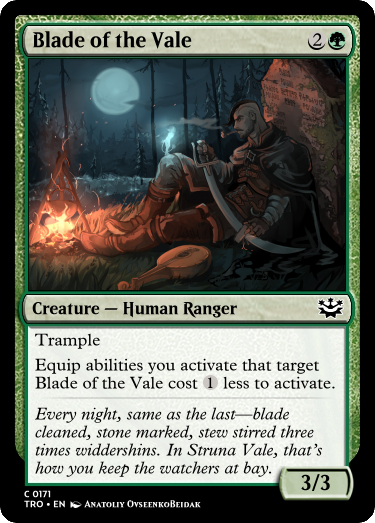 Blade of the Vale
2
Creature — Human Ranger
Trample
Equip abilities you activate that target
Blade of the Vale cost 1 less to activate.
Every night, same as the last—blade
cleaned, stone marked, stew stirred three
times widdershins. In Struna Vale, that's
how you keep the watchers at bay.
3/3
C 0171
TRO • EN Anatoliy OvseenkoBeidak